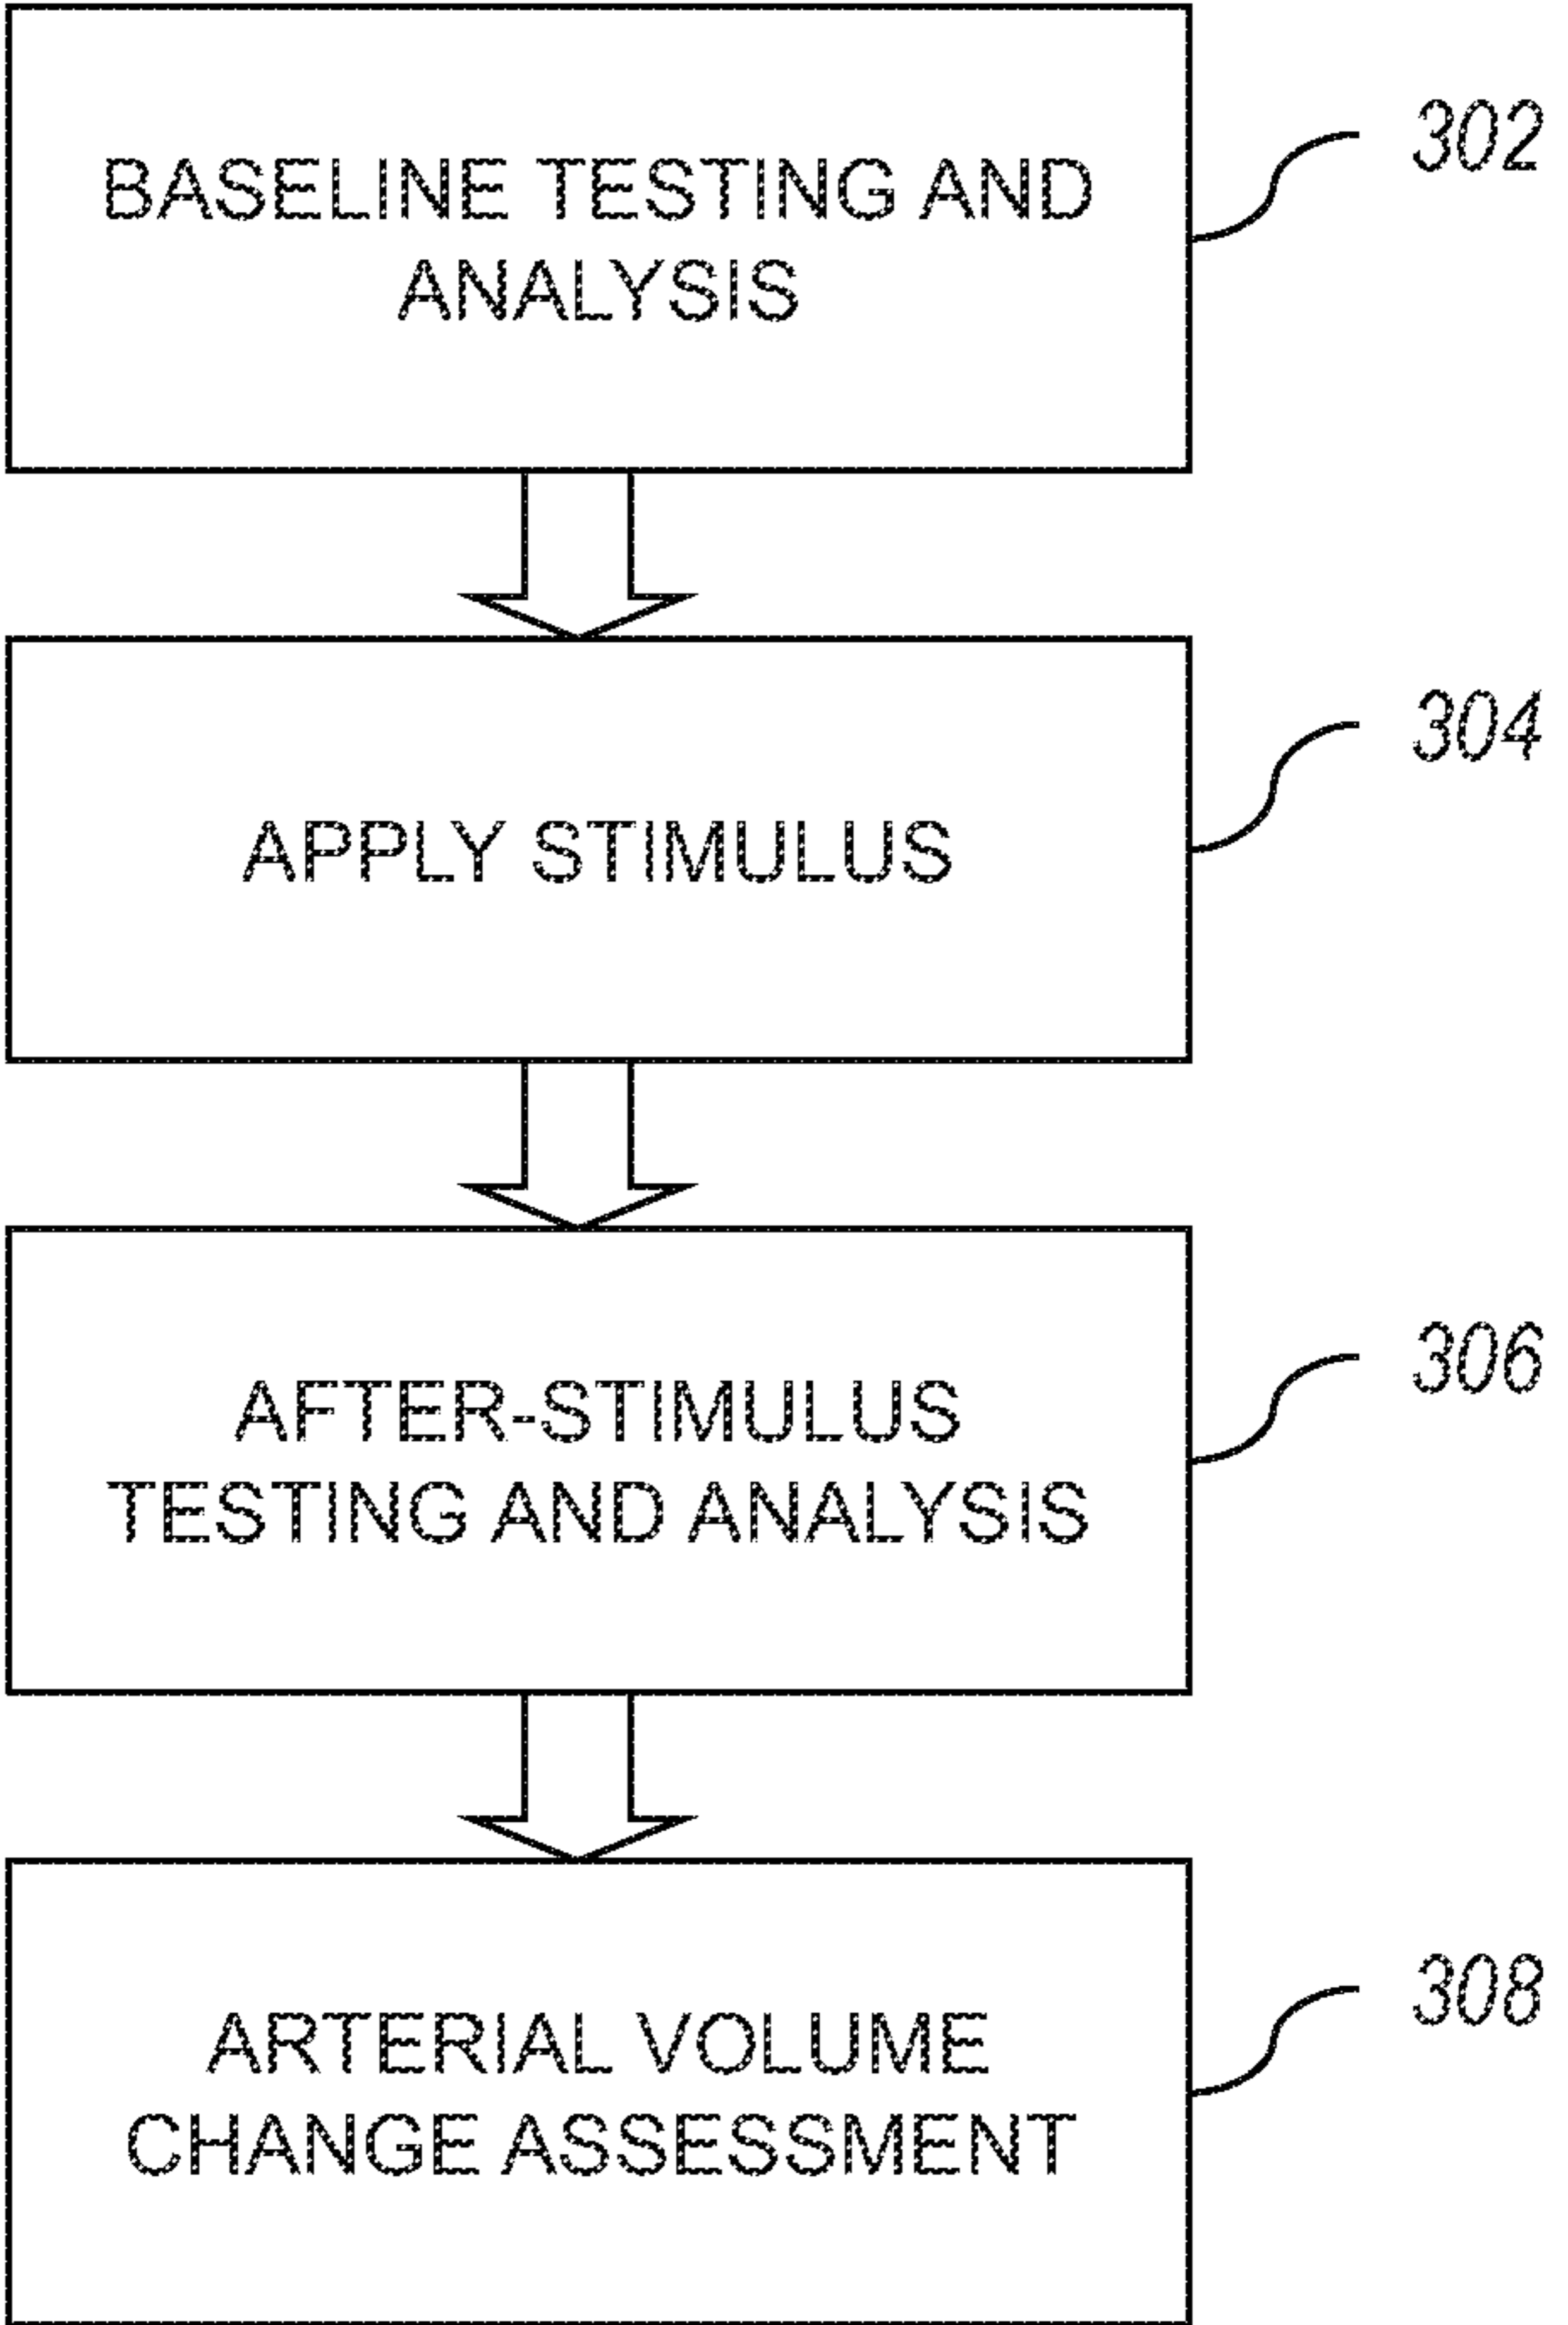 BASELINE TESTING AND
ANALYSIS
302
APPLY STIMULUS
304
AFTER-STIMULUS
TESTING AND ANALYSIS
306
ARTERIAL VOLUME
CHANGE ASSESSMENT
308